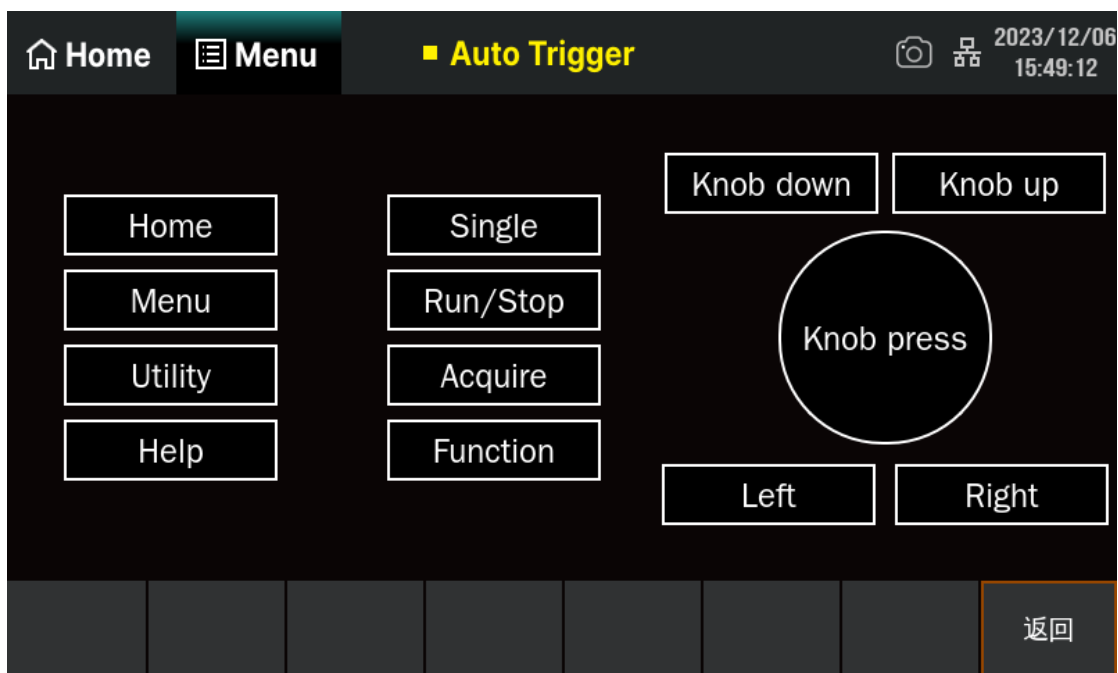 Home Menu Auto Trigger 2023/12/06
15:49:12
Knob down Knob up
Home Single
Menu Run/Stop
Knob press
Utility Acquire
Help Function
Left Right
返回